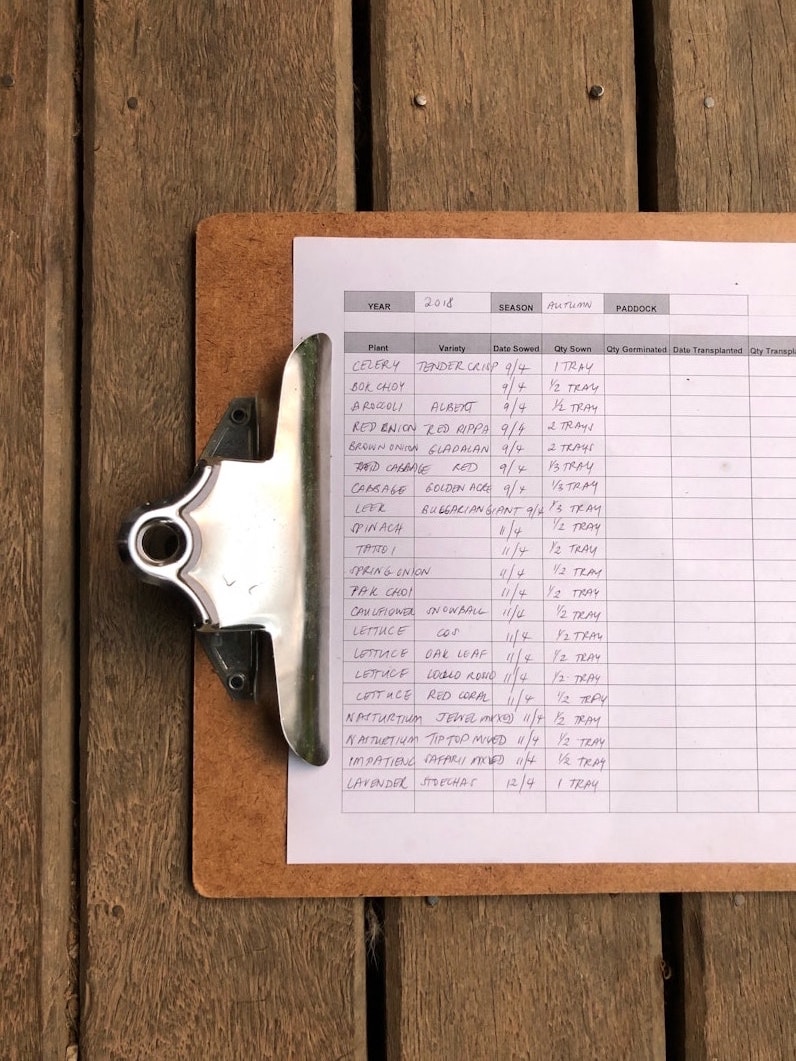 YEAR 2018 SEASON AUTUMN PADDOCK
Plant Variety Date Sowed Qty Sown Qty Germinated Date Transplanted Qty Transpla
CELERY TENDER CRISP 9/4 1 TRAY
BOK CHOY 9/4 1/2 TRAY
BROCCOLI ALBERT 9/4 1/2 TRAY
RED ONION RED RIPPA 9/4 2 TRAYS
BROWN ONION GLADALAN 9/4 2 TRAYS
CABBAGE RED 9/4 1/3 TRAY
CABBAGE GOLDEN ACRE 9/4 1/3 TRAY
LEEK BULGARIAN GIANT 9/4 1/3 TRAY
SPINACH 11/4 1/2 TRAY
TATSOI 11/4 1/2 TRAY
SPRING ONION 11/4 1/2 TRAY
PAK CHOI 11/4 1/2 TRAY
CAULIFLOWER SNOWBALL 11/4 1/2 TRAY
LETTUCE COS 11/4 1/2 TRAY
LETTUCE OAK LEAF 11/4 1/2 TRAY
LETTUCE 11/4 1/2 TRAY
LETTUCE RED CORAL 11/4 1/2 TRAY
NASTURTIUM JEWEL MIXED 11/4 1/2 TRAY
NASTURTIUM TIP TOP MIXED 11/4 1/2 TRAY
IMPATIENS SAFARII MIXED 11/4 1/2 TRAY
LAVENDER STOECHAS 12/4 1 TRAY